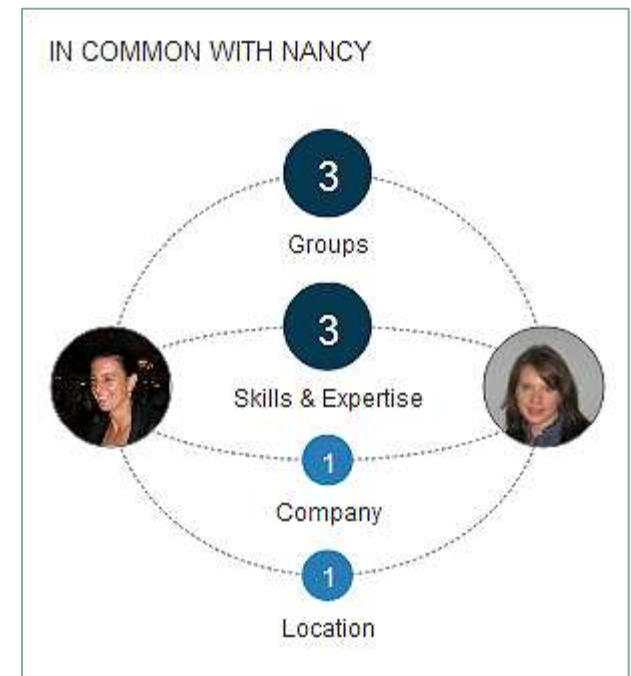 IN COMMON WITH NANCY
3
Groups
3
Skills & Expertise
1
Company
1
Location